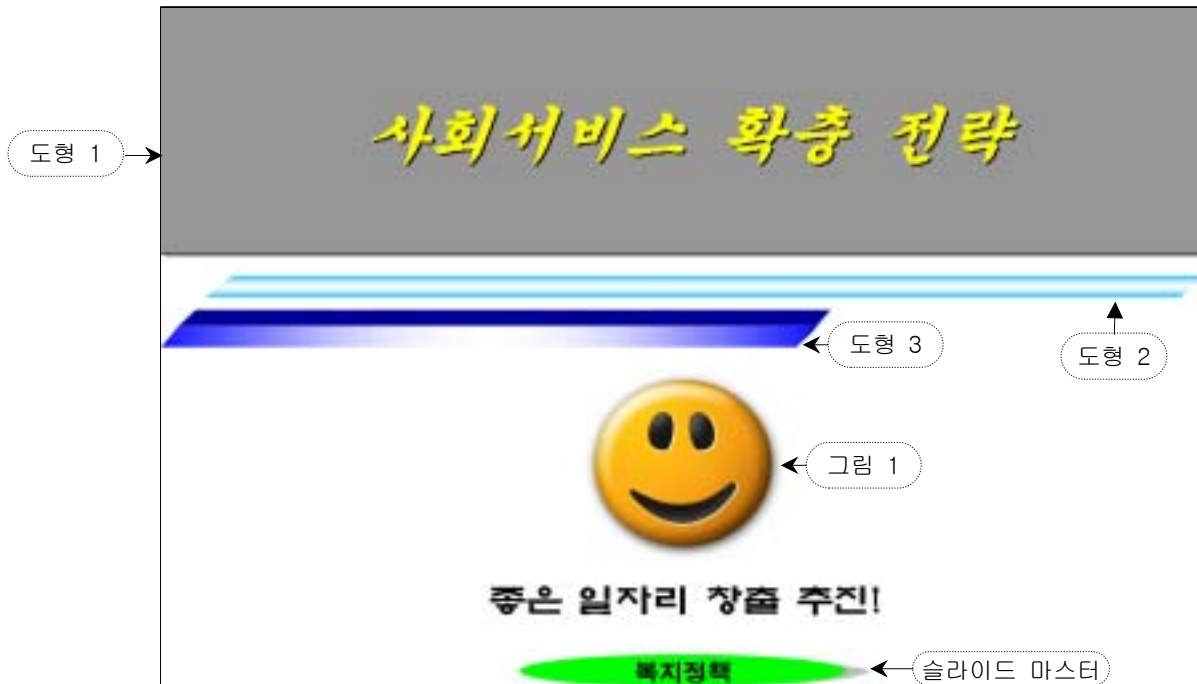 사회서비스 확충 전략
도형 1
도형 3
도형 2
그림 1
좋은 일자리 창출 추진!
복지정책
슬라이드 마스터